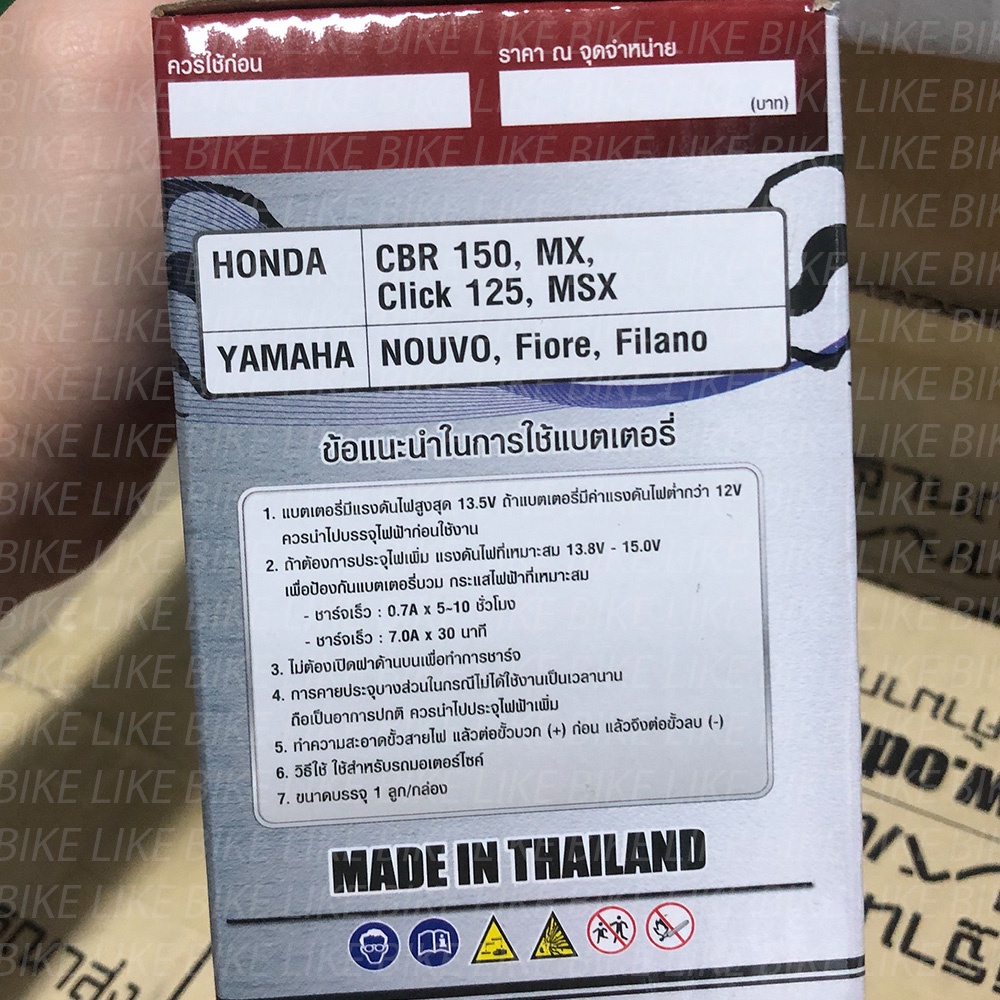 ควรใช้ก่อน
ราคา ณ จุดจำหน่าย
(บาท)
HONDA
CBR 150, MX,
Click 125, MSX
YAMAHA
NOUVO, Fiore, Filano
ข้อแนะนำในการใช้แบตเตอรี่
1. แบตเตอรี่มีแรงดันไฟสูงสุด 13.5V ถ้าแบตเตอรี่มีค่าแรงดันไฟต่ำกว่า 12V
ควรนำไปบรรจุไฟฟ้าก่อนใช้งาน
2. ถ้าต้องการประจุไฟเพิ่ม แรงดันไฟที่เหมาะสม 13.8V - 15.0V
เพื่อป้องกันแบตเตอรี่บวม กระแสไฟฟ้าที่เหมาะสม
- ชาร์จเร็ว : 0.7A x 5~10 ชั่วโมง
- ชาร์จเร็ว : 7.0A x 30 นาที
3. ไม่ต้องเปิดฝาด้านบนเพื่อทำการชาร์จ
4. การคายประจุบางส่วนในกรณีไม่ได้ใช้งานเป็นเวลานาน
ถือเป็นอาการปกติ ควรนำไปประจุไฟฟ้าเพิ่ม
5. ทำความสะอาดขั้วสายไฟ แล้วต่อขั้วบวก (+) ก่อน แล้วจึงต่อขั้วลบ (-)
6. วิธีใช้ ใช้สำหรับรถมอเตอร์ไซค์
7. ขนาดบรรจุ 1 ลูก/กล่อง
MADE IN THAILAND
BIKE LIKE BIKE LIKE BIKE LIKE BIKE LIKE